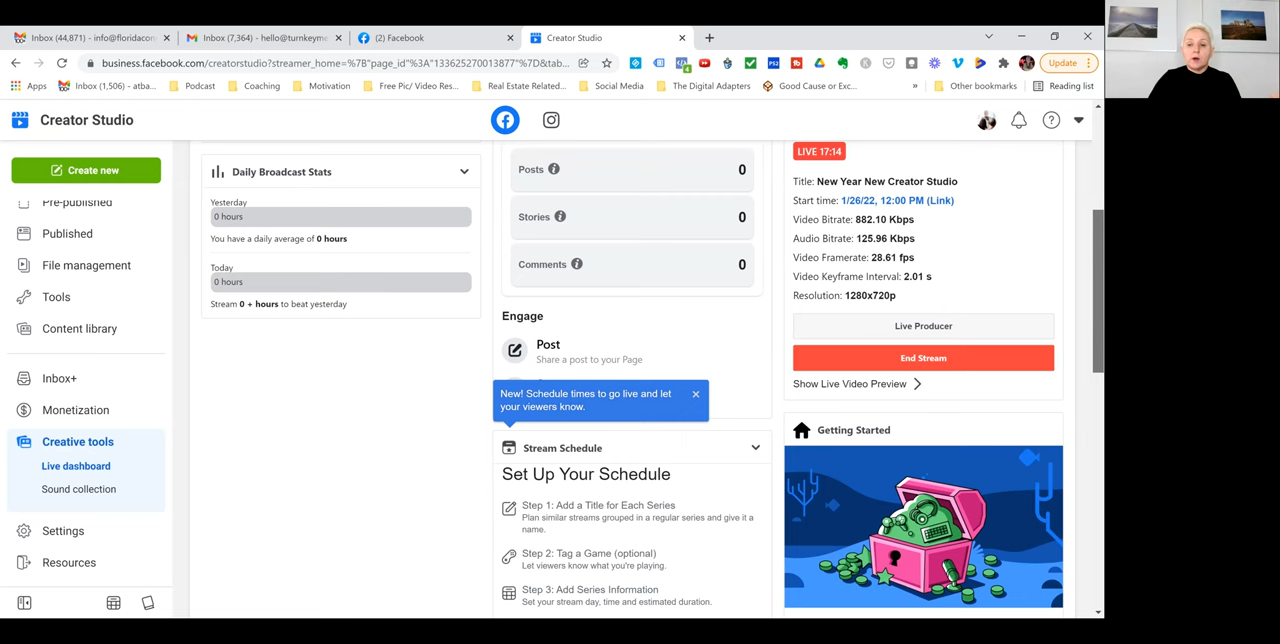 Inbox (44,871) - info@floridacon
Inbox (7,364) - hello@turnkeyme
(2) Facebook
Creator Studio
business.facebook.com/creatorstudio?streamer_home=%7B"page_id"%3A"133625270013877"%7D&tab...
Update
Apps
Inbox (1,506) - atba...
Podcast
Coaching
Motivation
Free Pic/ Video Res...
Real Estate Related...
Social Media
The Digital Adapters
Good Cause or Exc...
»
Other bookmarks
Reading list
Creator Studio
Create new
Pre-published
Published
File management
Tools
Content library
Inbox+
Monetization
Creative tools
Live dashboard
Sound collection
Settings
Resources
Daily Broadcast Stats
Yesterday
0 hours
You have a daily average of 0 hours
Today
0 hours
Stream 0 + hours to beat yesterday
Posts 0
Stories 0
Comments 0
Engage
Post
Share a post to your Page
New! Schedule times to go live and let
your viewers know.
Stream Schedule
Set Up Your Schedule
Step 1: Add a Title for Each Series
Plan similar streams grouped in a regular series and give it a
name.
Step 2: Tag a Game (optional)
Let viewers know what you're playing.
Step 3: Add Series Information
Set your stream day, time and estimated duration.
LIVE 17:14
Title: New Year New Creator Studio
Start time: 1/26/22, 12:00 PM (Link)
Video Bitrate: 882.10 Kbps
Audio Bitrate: 125.96 Kbps
Video Framerate: 28.61 fps
Video Keyframe Interval: 2.01 s
Resolution: 1280x720p
Live Producer
End Stream
Show Live Video Preview
Getting Started